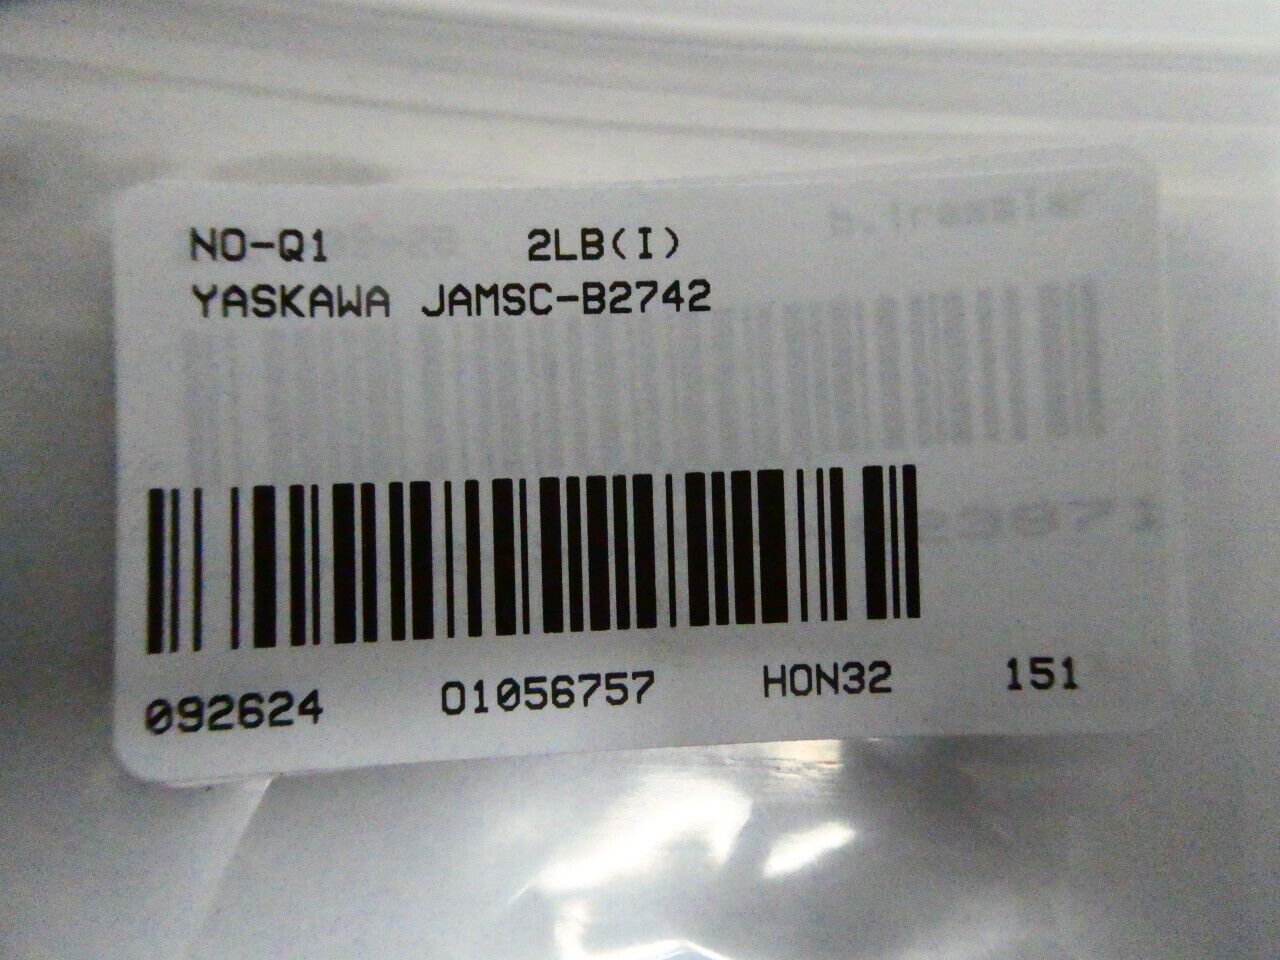 NO-Q1 2LB(I)
YASKAWA JAMSC-B2742
092624 01056757 HON32 151